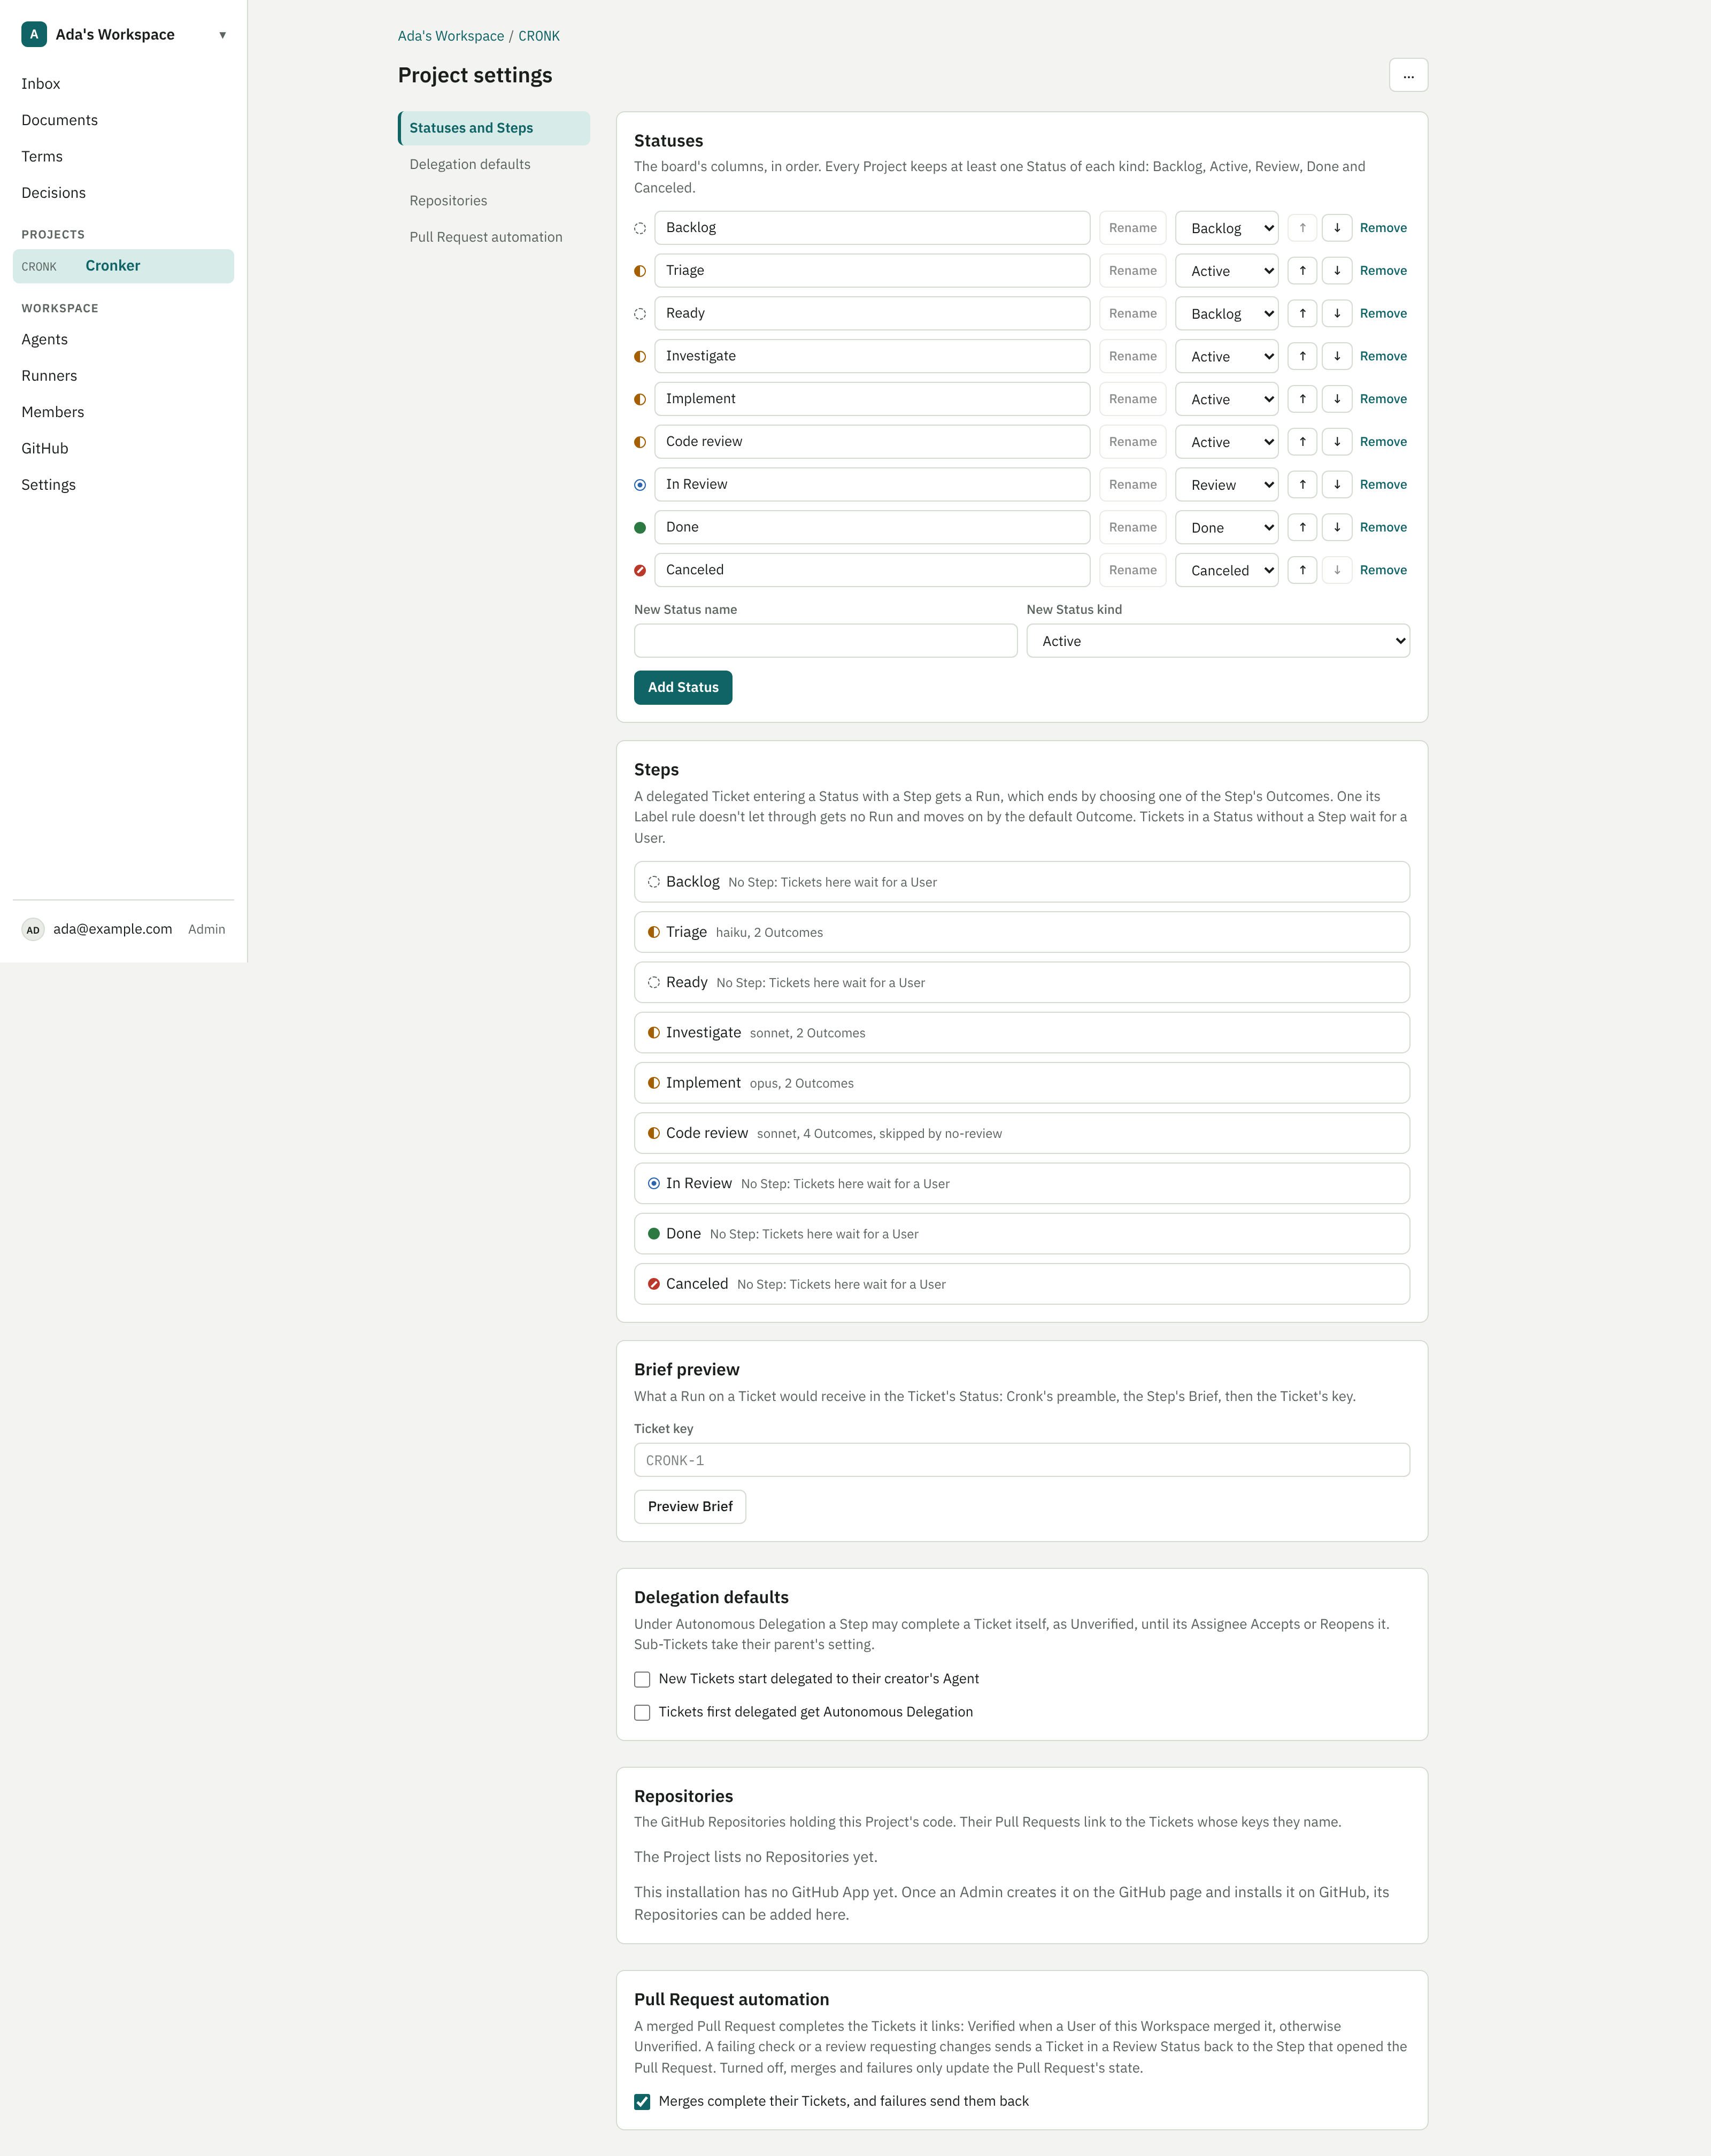 A Ada's Workspace ▾
Inbox
Documents
Terms
Decisions
PROJECTS
CRONK Cronker
WORKSPACE
Agents
Runners
Members
GitHub
Settings
AD ada@example.com Admin
Ada's Workspace / CRONK
Project settings
...
Statuses and Steps
Delegation defaults
Repositories
Pull Request automation
Statuses
The board's columns, in order. Every Project keeps at least one Status of each kind: Backlog, Active, Review, Done and
Canceled.
Backlog Rename Backlog ↑ ↓ Remove
Triage Rename Active ↑ ↓ Remove
Ready Rename Backlog ↑ ↓ Remove
Investigate Rename Active ↑ ↓ Remove
Implement Rename Active ↑ ↓ Remove
Code review Rename Active ↑ ↓ Remove
In Review Rename Review ↑ ↓ Remove
Done Rename Done ↑ ↓ Remove
Canceled Rename Canceled ↑ ↓ Remove
New Status name New Status kind
Active
Add Status
Steps
A delegated Ticket entering a Status with a Step gets a Run, which ends by choosing one of the Step's Outcomes. One its
Label rule doesn't let through gets no Run and moves on by the default Outcome. Tickets in a Status without a Step wait for a
User.
Backlog No Step: Tickets here wait for a User
Triage haiku, 2 Outcomes
Ready No Step: Tickets here wait for a User
Investigate sonnet, 2 Outcomes
Implement opus, 2 Outcomes
Code review sonnet, 4 Outcomes, skipped by no-review
In Review No Step: Tickets here wait for a User
Done No Step: Tickets here wait for a User
Canceled No Step: Tickets here wait for a User
Brief preview
What a Run on a Ticket would receive in the Ticket's Status: Cronk's preamble, the Step's Brief, then the Ticket's key.
Ticket key
CRONK-1
Preview Brief
Delegation defaults
Under Autonomous Delegation a Step may complete a Ticket itself, as Unverified, until its Assignee Accepts or Reopens it.
Sub-Tickets take their parent's setting.
New Tickets start delegated to their creator's Agent
Tickets first delegated get Autonomous Delegation
Repositories
The GitHub Repositories holding this Project's code. Their Pull Requests link to the Tickets whose keys they name.
The Project lists no Repositories yet.
This installation has no GitHub App yet. Once an Admin creates it on the GitHub page and installs it on GitHub, its
Repositories can be added here.
Pull Request automation
A merged Pull Request completes the Tickets it links: Verified when a User of this Workspace merged it, otherwise
Unverified. A failing check or a review requesting changes sends a Ticket in a Review Status back to the Step that opened the
Pull Request. Turned off, merges and failures only update the Pull Request's state.
Merges complete their Tickets, and failures send them back